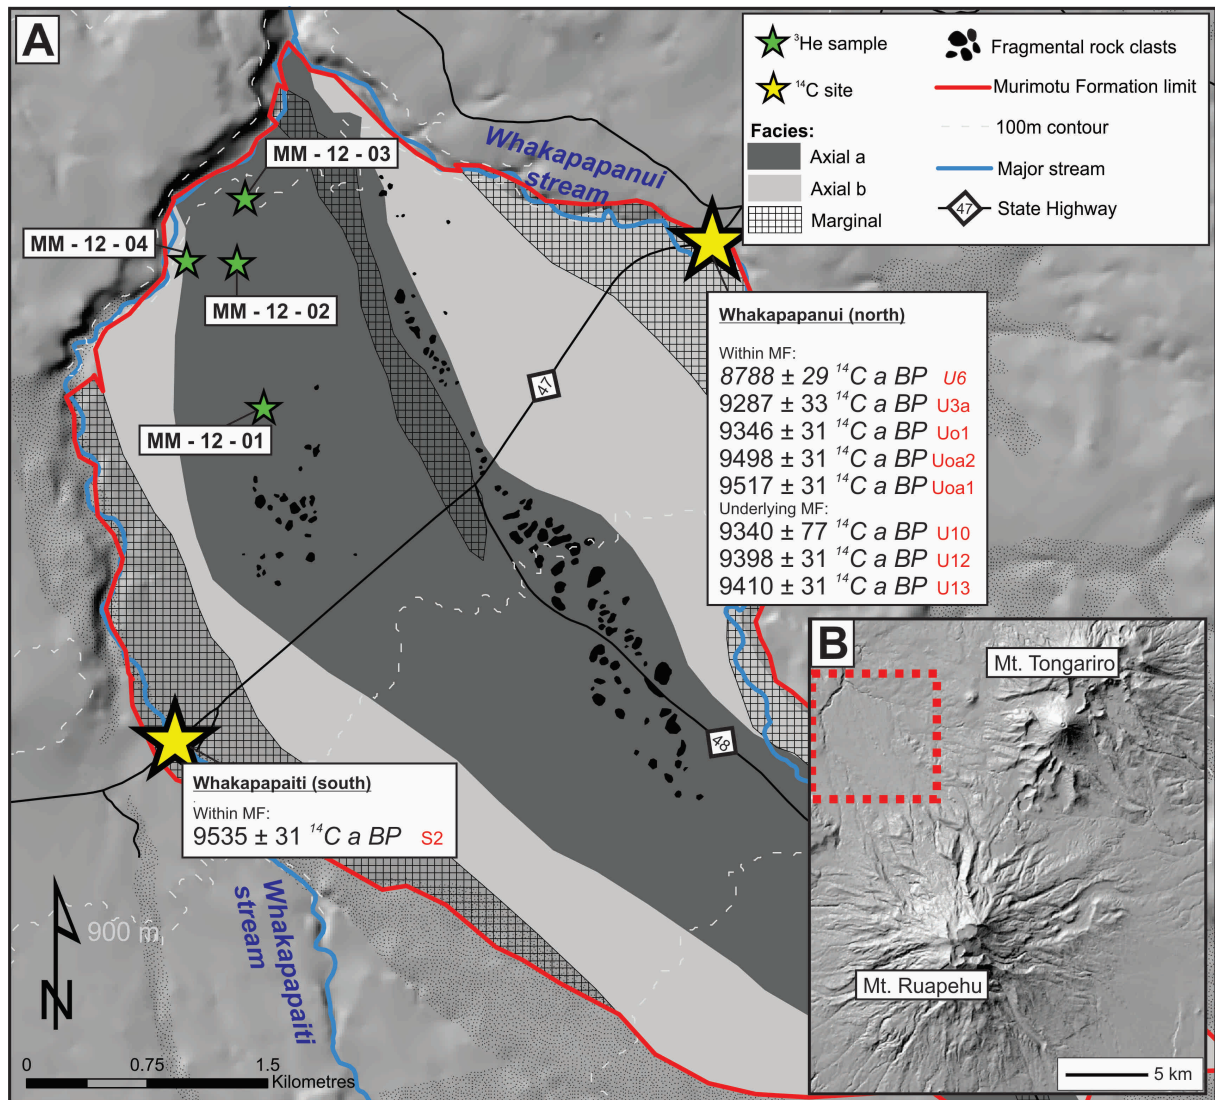 A
³He sample
¹⁴C site
Facies:
Axial a
Axial b
Marginal
Fragmental rock clasts
Murimotu Formation limit
100m contour
Major stream
47
State Highway
Whakapapanui
stream
MM - 12 - 03
MM - 12 - 04
MM - 12 - 02
MM - 12 - 01
47
Whakapapanui (north)
Within MF:
8788 ± 29 ¹⁴C a BP U6
9287 ± 33 ¹⁴C a BP U3a
9346 ± 31 ¹⁴C a BP Uo1
9498 ± 31 ¹⁴C a BP Uoa2
9517 ± 31 ¹⁴C a BP Uoa1
Underlying MF:
9340 ± 77 ¹⁴C a BP U10
9398 ± 31 ¹⁴C a BP U12
9410 ± 31 ¹⁴C a BP U13
48
Whakapapaiti (south)
Within MF:
9535 ± 31 ¹⁴C a BP S2
Whakapapaiti
stream
900 m
N
0 0.75 1.5
Kilometres
B
Mt. Tongariro
Mt. Ruapehu
5 km